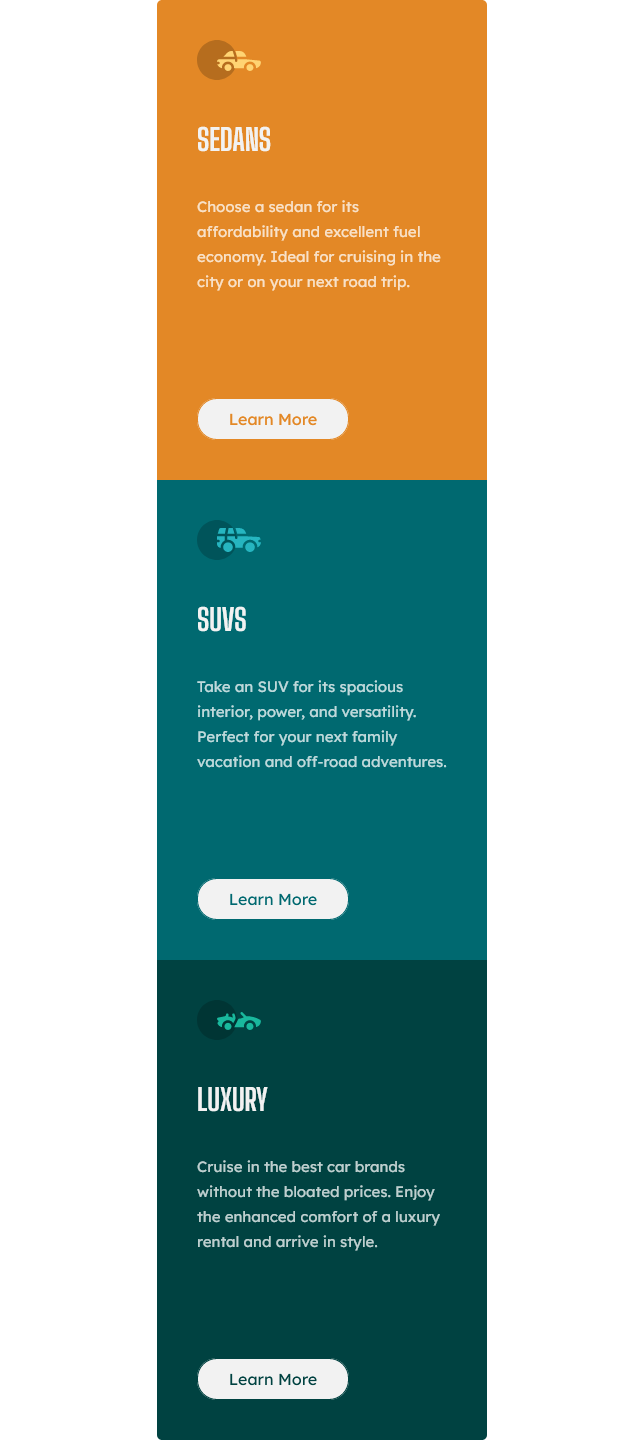 SEDANS
Choose a sedan for its
affordability and excellent fuel
economy. Ideal for cruising in the
city or on your next road trip.
Learn More
SUVS
Take an SUV for its spacious
interior, power, and versatility.
Perfect for your next family
vacation and off-road adventures.
Learn More
LUXURY
Cruise in the best car brands
without the bloated prices. Enjoy
the enhanced comfort of a luxury
rental and arrive in style.
Learn More